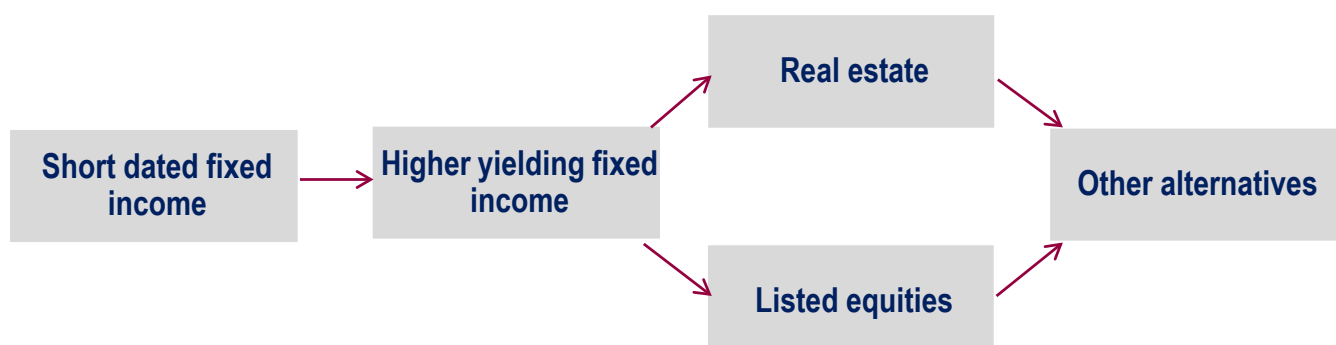 Short dated fixed
income
Higher yielding fixed
income
Real estate
Listed equities
Other alternatives